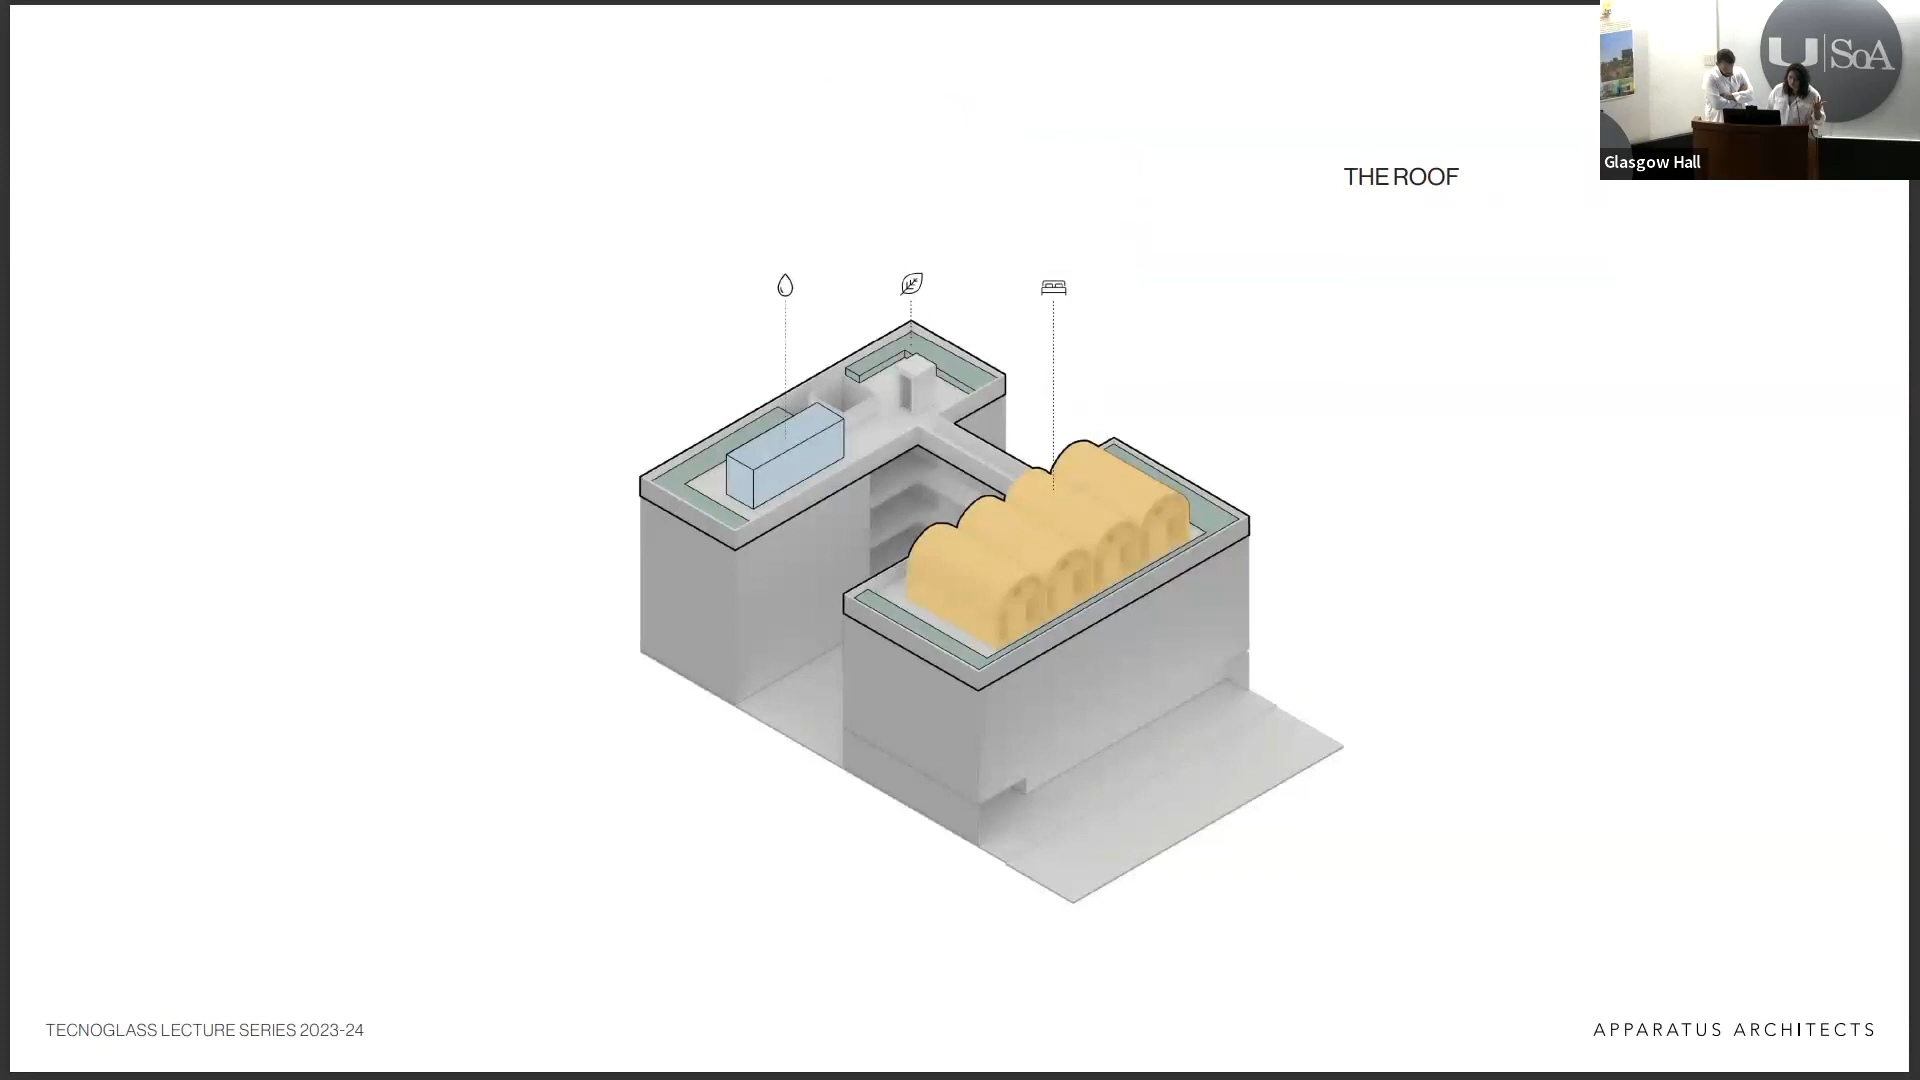 U SoA
Glasgow Hall
THE ROOF
TECNOGLASS LECTURE SERIES 2023-24
APPARATUS ARCHITECTS